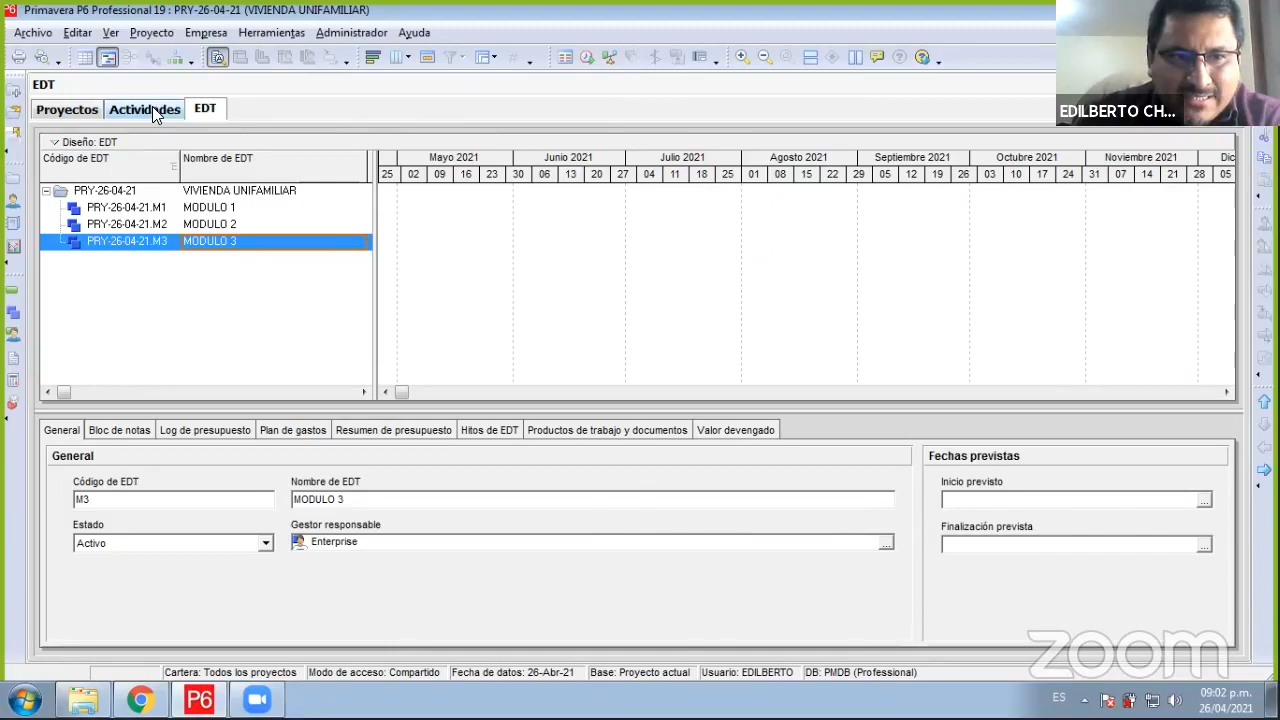 Primavera P6 Professional 19 : PRY-26-04-21 (VIVIENDA UNIFAMILIAR)
Archivo Editar Ver Proyecto Empresa Herramientas Administrador Ayuda
EDT
Proyectos Actividades EDT
EDILBERTO CH...
Diseño: EDT
Código de EDT Nombre de EDT
Mayo 2021 Junio 2021 Julio 2021 Agosto 2021 Septiembre 2021 Octubre 2021 Noviembre 2021 Dic
25 02 09 16 23 30 06 13 20 27 04 11 18 25 01 08 15 22 29 05 12 19 26 03 10 17 24 31 07 14 21 28 05
PRY-26-04-21 VIVIENDA UNIFAMILIAR
PRY-26-04-21.M1 MODULO 1
PRY-26-04-21.M2 MODULO 2
PRY-26-04-21.M3 MODULO 3
General Bloc de notas Log de presupuesto Plan de gastos Resumen de presupuesto Hitos de EDT Productos de trabajo y documentos Valor devengado
General Fechas previstas
Código de EDT Nombre de EDT Inicio previsto
M3 MODULO 3 ...
Estado Gestor responsable Finalización prevista
Activo Enterprise ... ...
zoom
Cartera: Todos los proyectos Modo de acceso: Compartido Fecha de datos: 26-Abr-21 Base: Proyecto actual Usuario: EDILBERTO DB: PMDB (Professional)
P6 ES 09:02 p.m.
26/04/2021